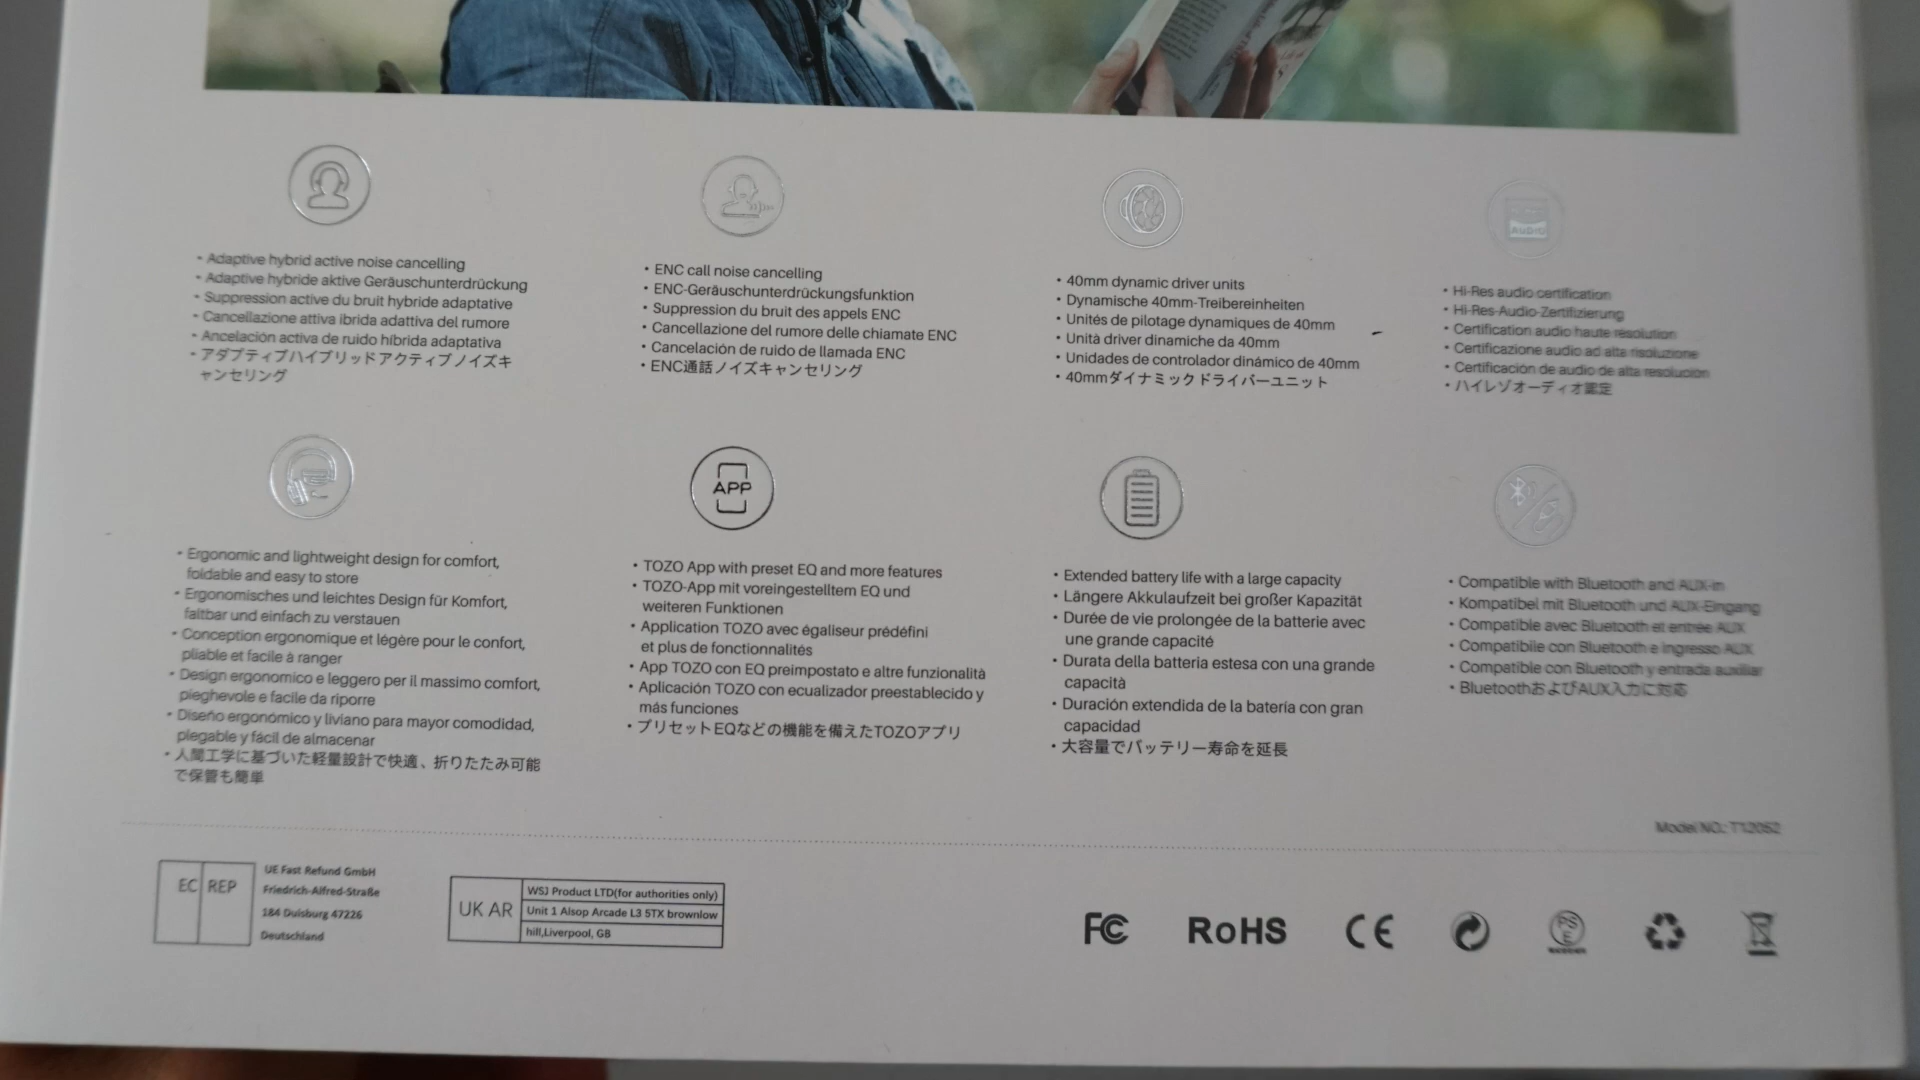 • Adaptive hybrid active noise cancelling
• Adaptive hybride aktive Geräuschunterdrückung
• Suppression active du bruit hybride adaptative
• Cancellazione attiva ibrida adattiva del rumore
• Ancelación activa de ruido híbrida adaptativa
• アダプティブハイブリッドアクティブノイズキ
ャンセリング
• ENC call noise cancelling
• ENC-Geräuschunterdrückungsfunktion
• Suppression du bruit des appels ENC
• Cancellazione del rumore delle chiamate ENC
• Cancelación de ruido de llamada ENC
• ENC通話ノイズキャンセリング
• 40mm dynamic driver units
• Dynamische 40mm-Treibereinheiten
• Unités de pilotage dynamiques de 40mm
• Unità driver dinamiche da 40mm
• Unidades de controlador dinámico de 40mm
• 40mmダイナミックドライバーユニット
AUDIO
• Hi-Res audio certification
• Hi-Res-Audio-Zertifizierung
• Certification audio haute résolution
• Certificazione audio ad alta risoluzione
• Certificación de audio de alta resolución
• ハイレゾオーディオ認定
• Ergonomic and lightweight design for comfort,
foldable and easy to store
• Ergonomisches und leichtes Design für Komfort,
faltbar und einfach zu verstauen
• Conception ergonomique et légère pour le confort,
pliable et facile à ranger
• Design ergonomico e leggero per il massimo comfort,
pieghevole e facile da riporre
• Diseño ergonómico y liviano para mayor comodidad,
plegable y fácil de almacenar
• 人間工学に基づいた軽量設計で快適、折りたたみ可能
で保管も簡単
APP
• TOZO App with preset EQ and more features
• TOZO-App mit voreingestelltem EQ und
weiteren Funktionen
• Application TOZO avec égaliseur prédéfini
et plus de fonctionnalités
• App TOZO con EQ preimpostato e altre funzionalità
• Aplicación TOZO con ecualizador preestablecido y
más funciones
• プリセットEQなどの機能を備えたTOZOアプリ
• Extended battery life with a large capacity
• Längere Akkulaufzeit bei großer Kapazität
• Durée de vie prolongée de la batterie avec
une grande capacité
• Durata della batteria estesa con una grande
capacità
• Duración extendida de la batería con gran
capacidad
• 大容量でバッテリー寿命を延長
• Compatible with Bluetooth and AUX-in
• Kompatibel mit Bluetooth und AUX-Eingang
• Compatible avec Bluetooth et entrée AUX
• Compatibile con Bluetooth e ingresso AUX
• Compatible con Bluetooth y entrada auxiliar
• BluetoothおよびAUX入力に対応
Model NO.: T12052
EC REP
UE Fast Refund GmbH
Friedrich-Alfred-Straße
184 Duisburg 47226
Deutschland
UK AR
WSJ Product LTD(for authorities only)
Unit 1 Alsop Arcade L3 5TX brownlow
hill,Liverpool, GB
FC
RoHS
CE
PS
E